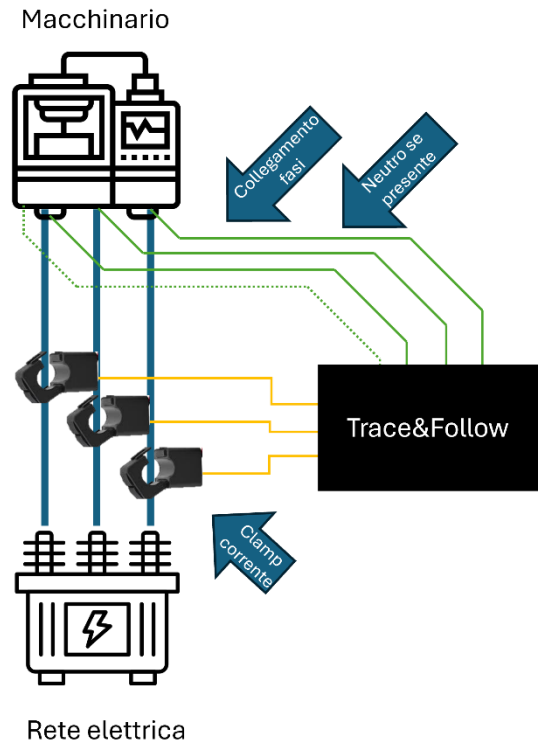 Macchinario
Collegamento
fasi
Neutro se
presente
Trace&Follow
Clamp
corrente
Rete elettrica